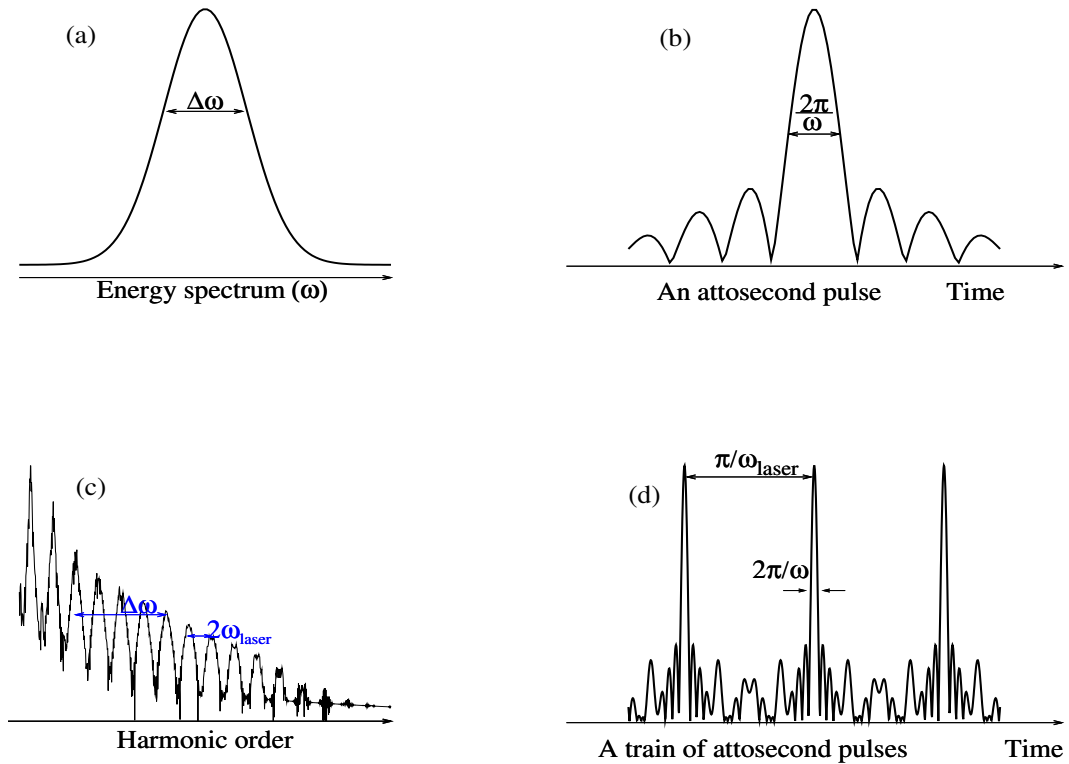 (a)
Δω
Energy spectrum (ω)
(b)
2π
ω
An attosecond pulse
Time
(c)
Δω
2ωlaser
Harmonic order
(d)
π/ωlaser
2π/ω
A train of attosecond pulses
Time